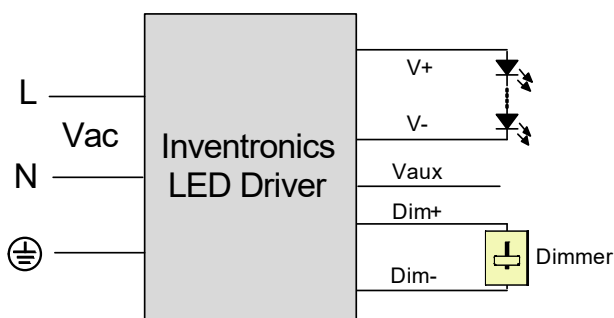 L
Vac
N
Inventronics
LED Driver
V+
V-
Vaux
Dim+
Dim-
Dimmer